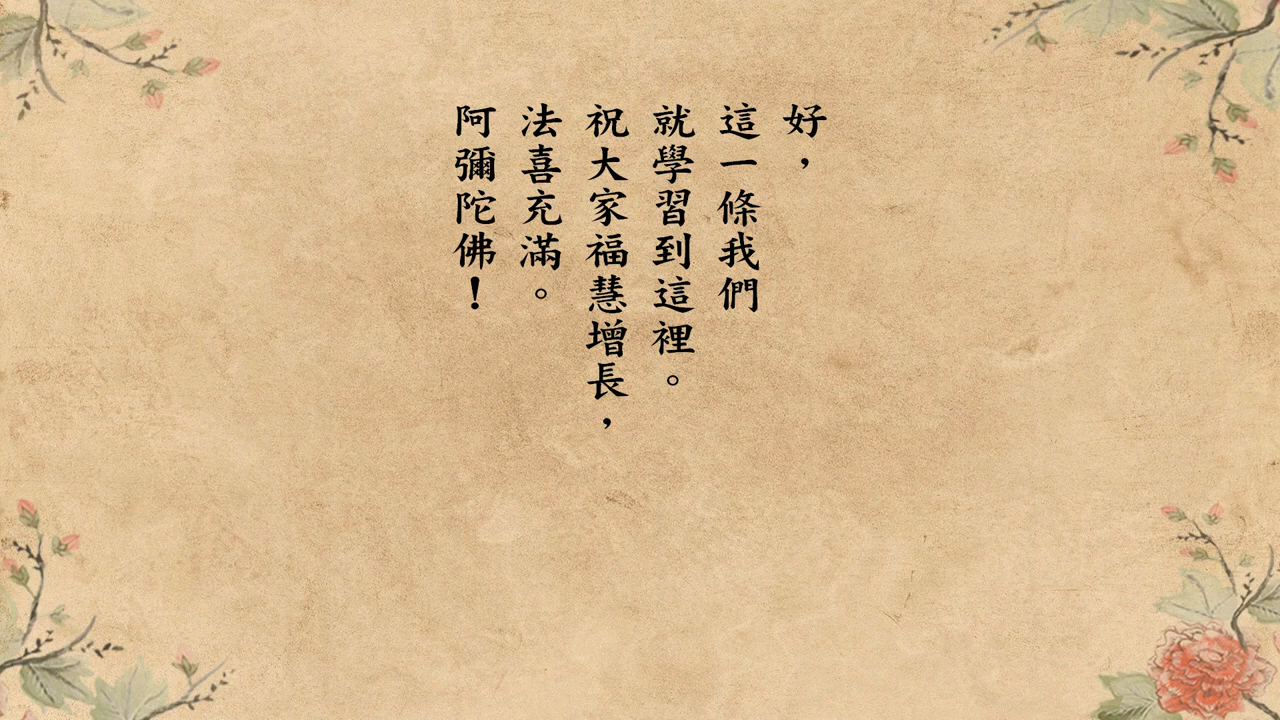 好，
這一條我們
就學習到這裡。
祝大家福慧增長，
法喜充滿。
阿彌陀佛！